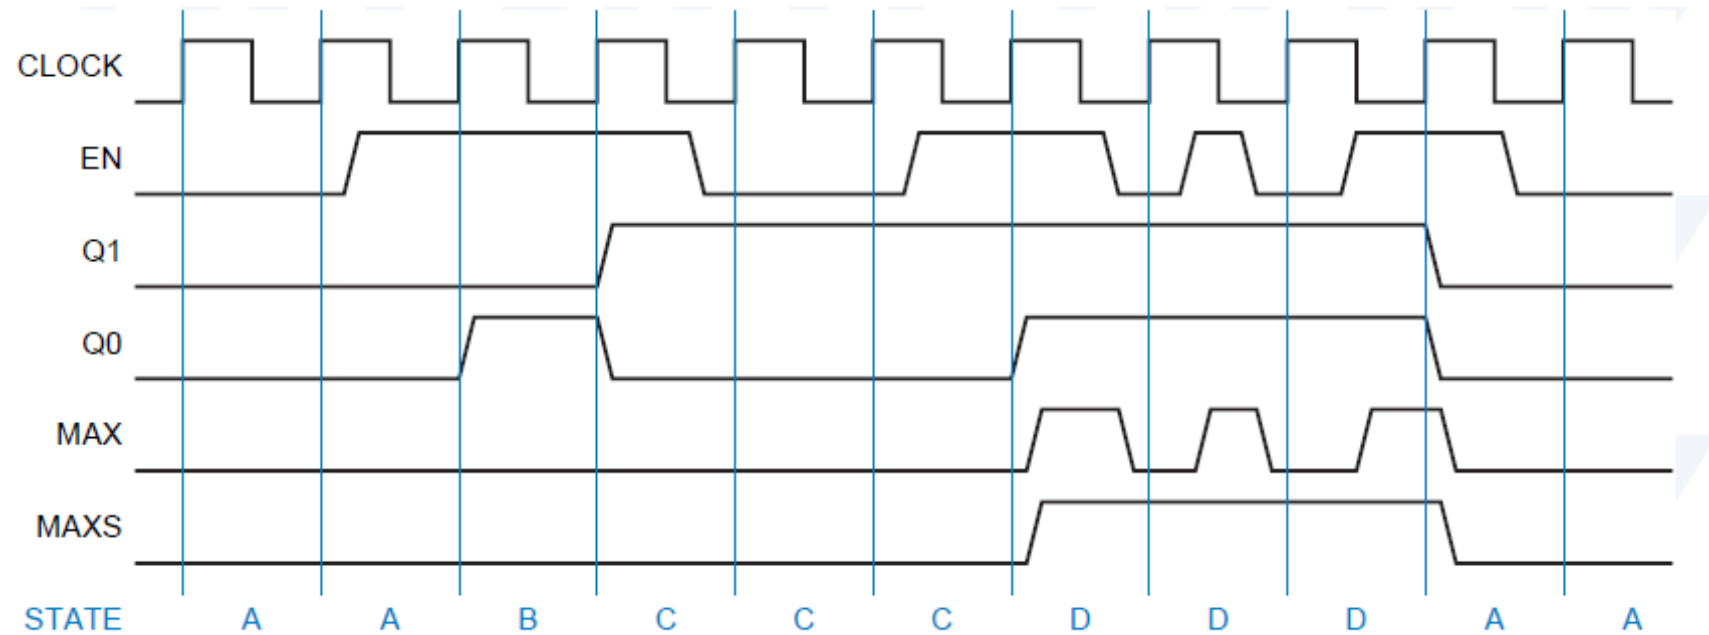 CLOCK
EN
Q1
Q0
MAX
MAXS
STATE A A B C C C D D D A A